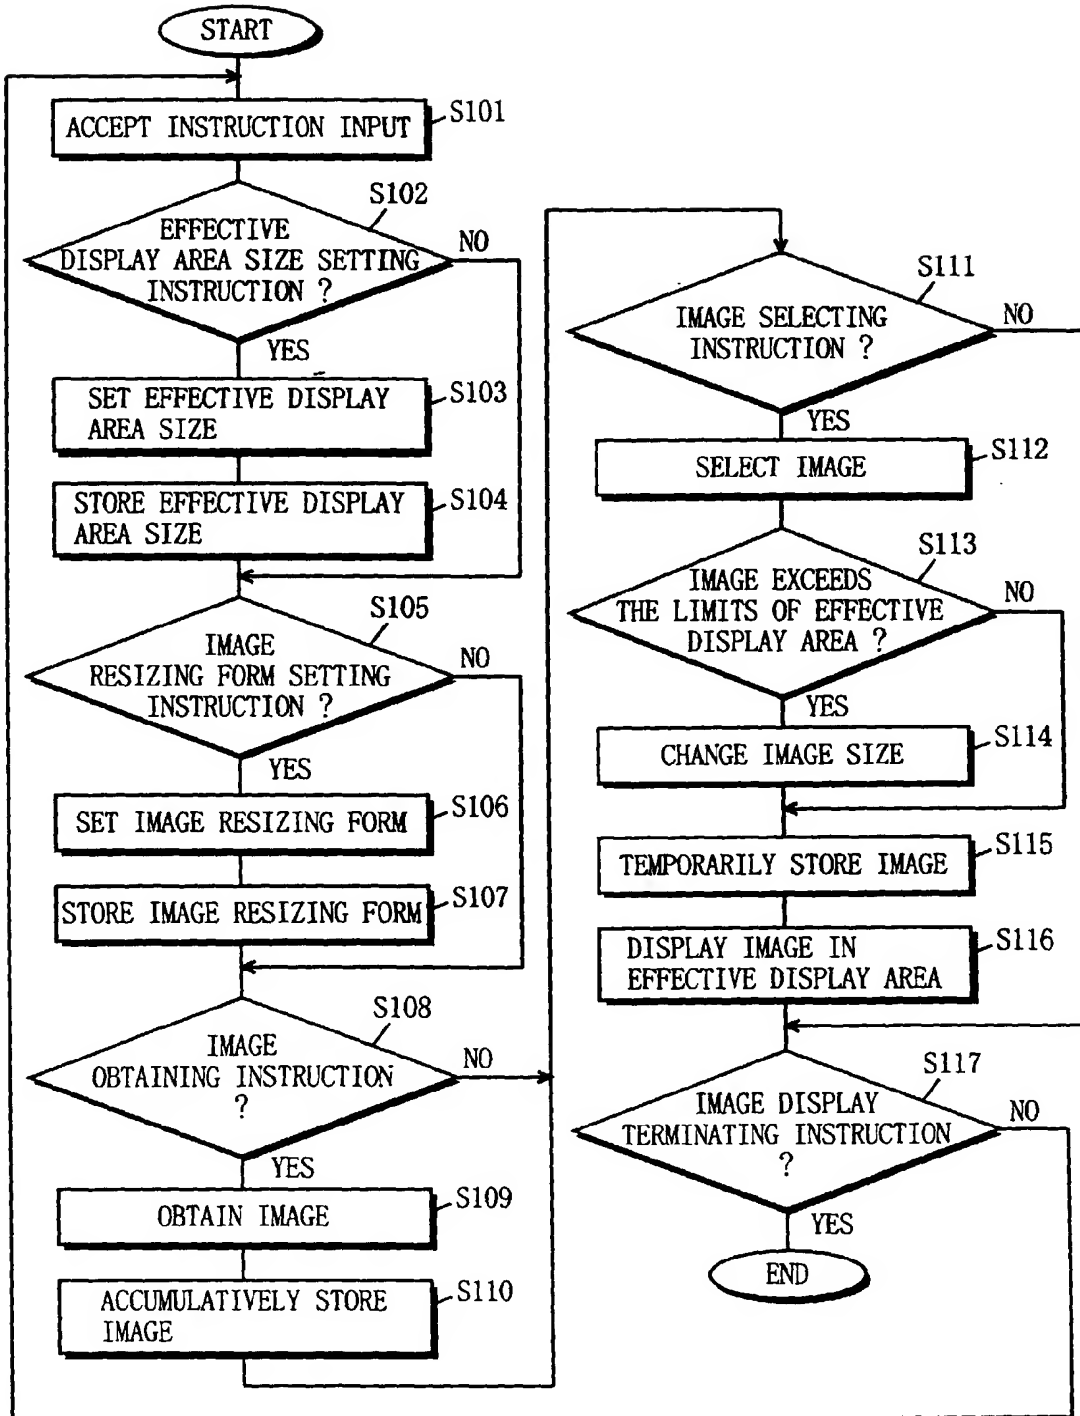 START
ACCEPT INSTRUCTION INPUT
S101
S102
EFFECTIVE
DISPLAY AREA SIZE SETTING
INSTRUCTION ?
NO
YES
SET EFFECTIVE DISPLAY
AREA SIZE
S103
STORE EFFECTIVE DISPLAY
AREA SIZE
S104
S105
IMAGE
RESIZING FORM SETTING
INSTRUCTION ?
NO
YES
SET IMAGE RESIZING FORM
S106
STORE IMAGE RESIZING FORM
S107
S108
IMAGE
OBTAINING INSTRUCTION
?
NO
YES
OBTAIN IMAGE
S109
ACCUMULATIVELY STORE
IMAGE
S110
S111
IMAGE SELECTING
INSTRUCTION ?
NO
YES
SELECT IMAGE
S112
S113
IMAGE EXCEEDS
THE LIMITS OF EFFECTIVE
DISPLAY AREA ?
NO
YES
CHANGE IMAGE SIZE
S114
TEMPORARILY STORE IMAGE
S115
DISPLAY IMAGE IN
EFFECTIVE DISPLAY AREA
S116
S117
IMAGE DISPLAY
TERMINATING INSTRUCTION
?
NO
YES
END